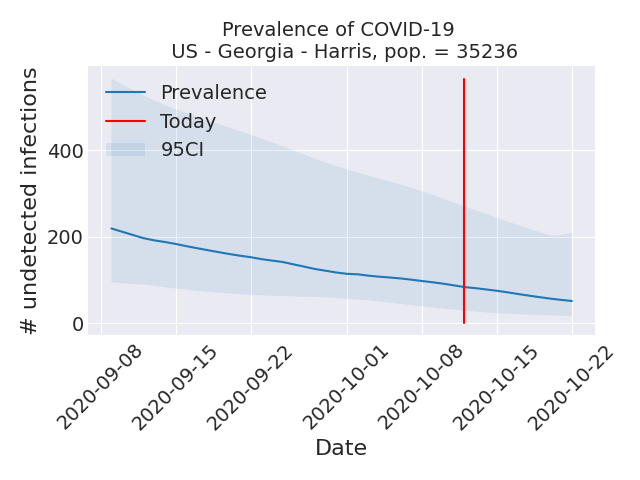 Prevalence of COVID-19
US - Georgia - Harris, pop. = 35236
# undetected infections
400
200
0
Prevalence
Today
95CI
2020-09-08
2020-09-15
2020-09-22
2020-10-01
2020-10-08
2020-10-15
2020-10-22
Date